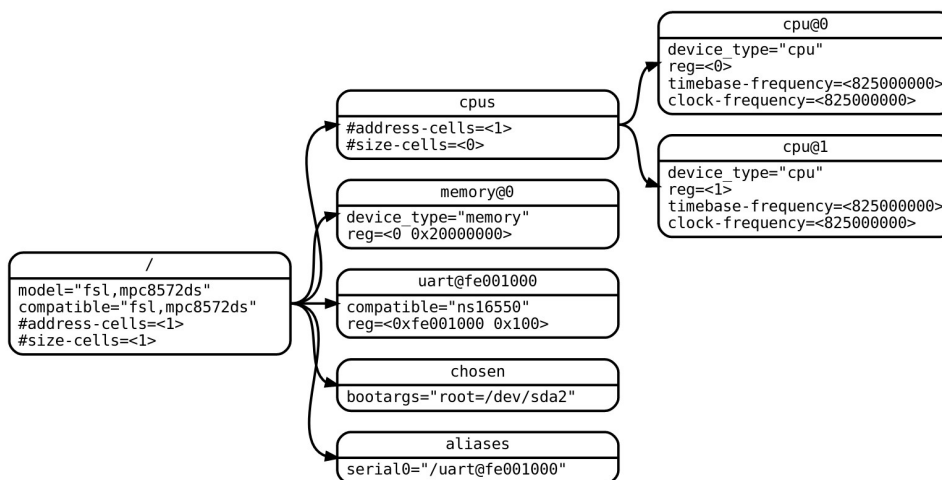 /
model="fsl,mpc8572ds"
compatible="fsl,mpc8572ds"
#address-cells=<1>
#size-cells=<1>
cpus
#address-cells=<1>
#size-cells=<0>
memory@0
device_type="memory"
reg=<0 0x20000000>
uart@fe001000
compatible="ns16550"
reg=<0xfe001000 0x100>
chosen
bootargs="root=/dev/sda2"
aliases
serial0="/uart@fe001000"
cpu@0
device_type="cpu"
reg=<0>
timebase-frequency=<825000000>
clock-frequency=<825000000>
cpu@1
device_type="cpu"
reg=<1>
timebase-frequency=<825000000>
clock-frequency=<825000000>